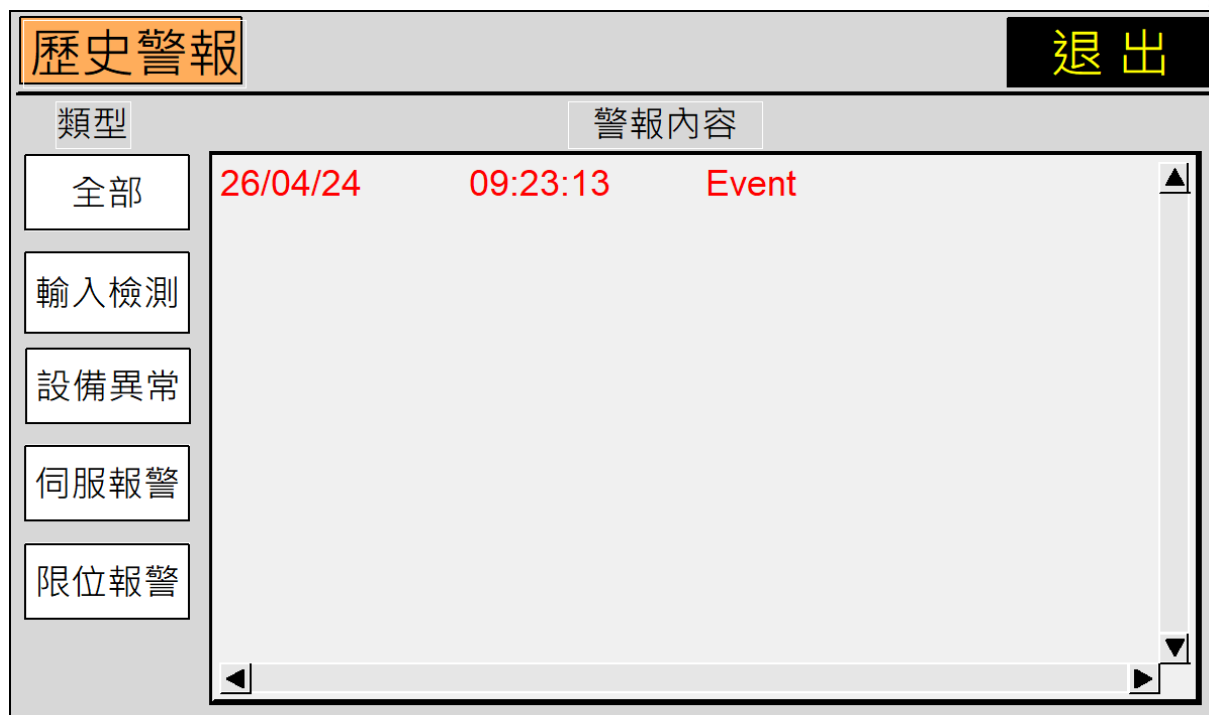 歷史警報
退出
類型
警報內容
全部
26/04/24 09:23:13 Event
輸入檢測
設備異常
伺服報警
限位報警